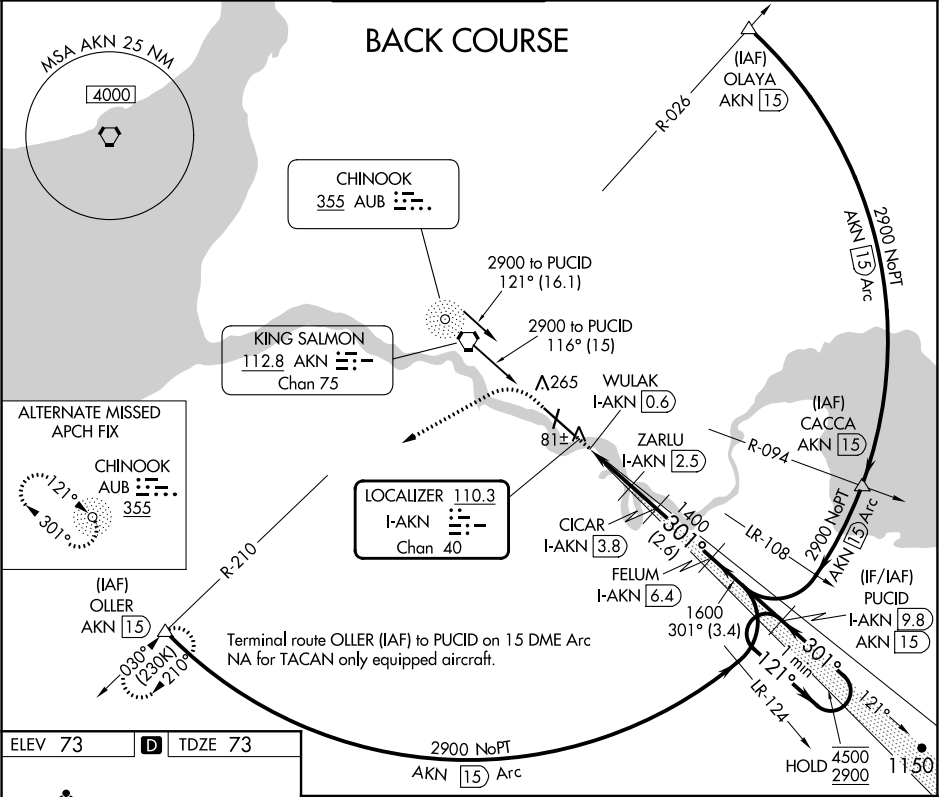 BACK COURSE
MSA AKN 25 NM
4000
(IAF)
OLAYA
AKN 15
R-026
2900 NoPT
AKN 15 Arc
CHINOOK
355 AUB
2900 to PUCID
121° (16.1)
KING SALMON
112.8 AKN
Chan 75
2900 to PUCID
116° (15)
265
WULAK
I-AKN 0.6
81±
(IAF)
CACCA
AKN 15
R-094
ZARLU
I-AKN 2.5
ALTERNATE MISSED
APCH FIX
CHINOOK
AUB
355
121°
301°
LOCALIZER 110.3
I-AKN
Chan 40
CICAR
I-AKN 3.8
1400
301°
(2.6)
LR-108
2900 NoPT
AKN 15 Arc
FELUM
I-AKN 6.4
1600
301° (3.4)
(IF/IAF)
PUCID
I-AKN 9.8
AKN 15
R-210
(IAF)
OLLER
AKN 15
030°
(230K)
210°
Terminal route OLLER (IAF) to PUCID on 15 DME Arc
NA for TACAN only equipped aircraft.
301°
1 min
121°
LR-124
121°
HOLD 4500
2900
1150
2900 NoPT
AKN 15 Arc
ELEV 73 D TDZE 73